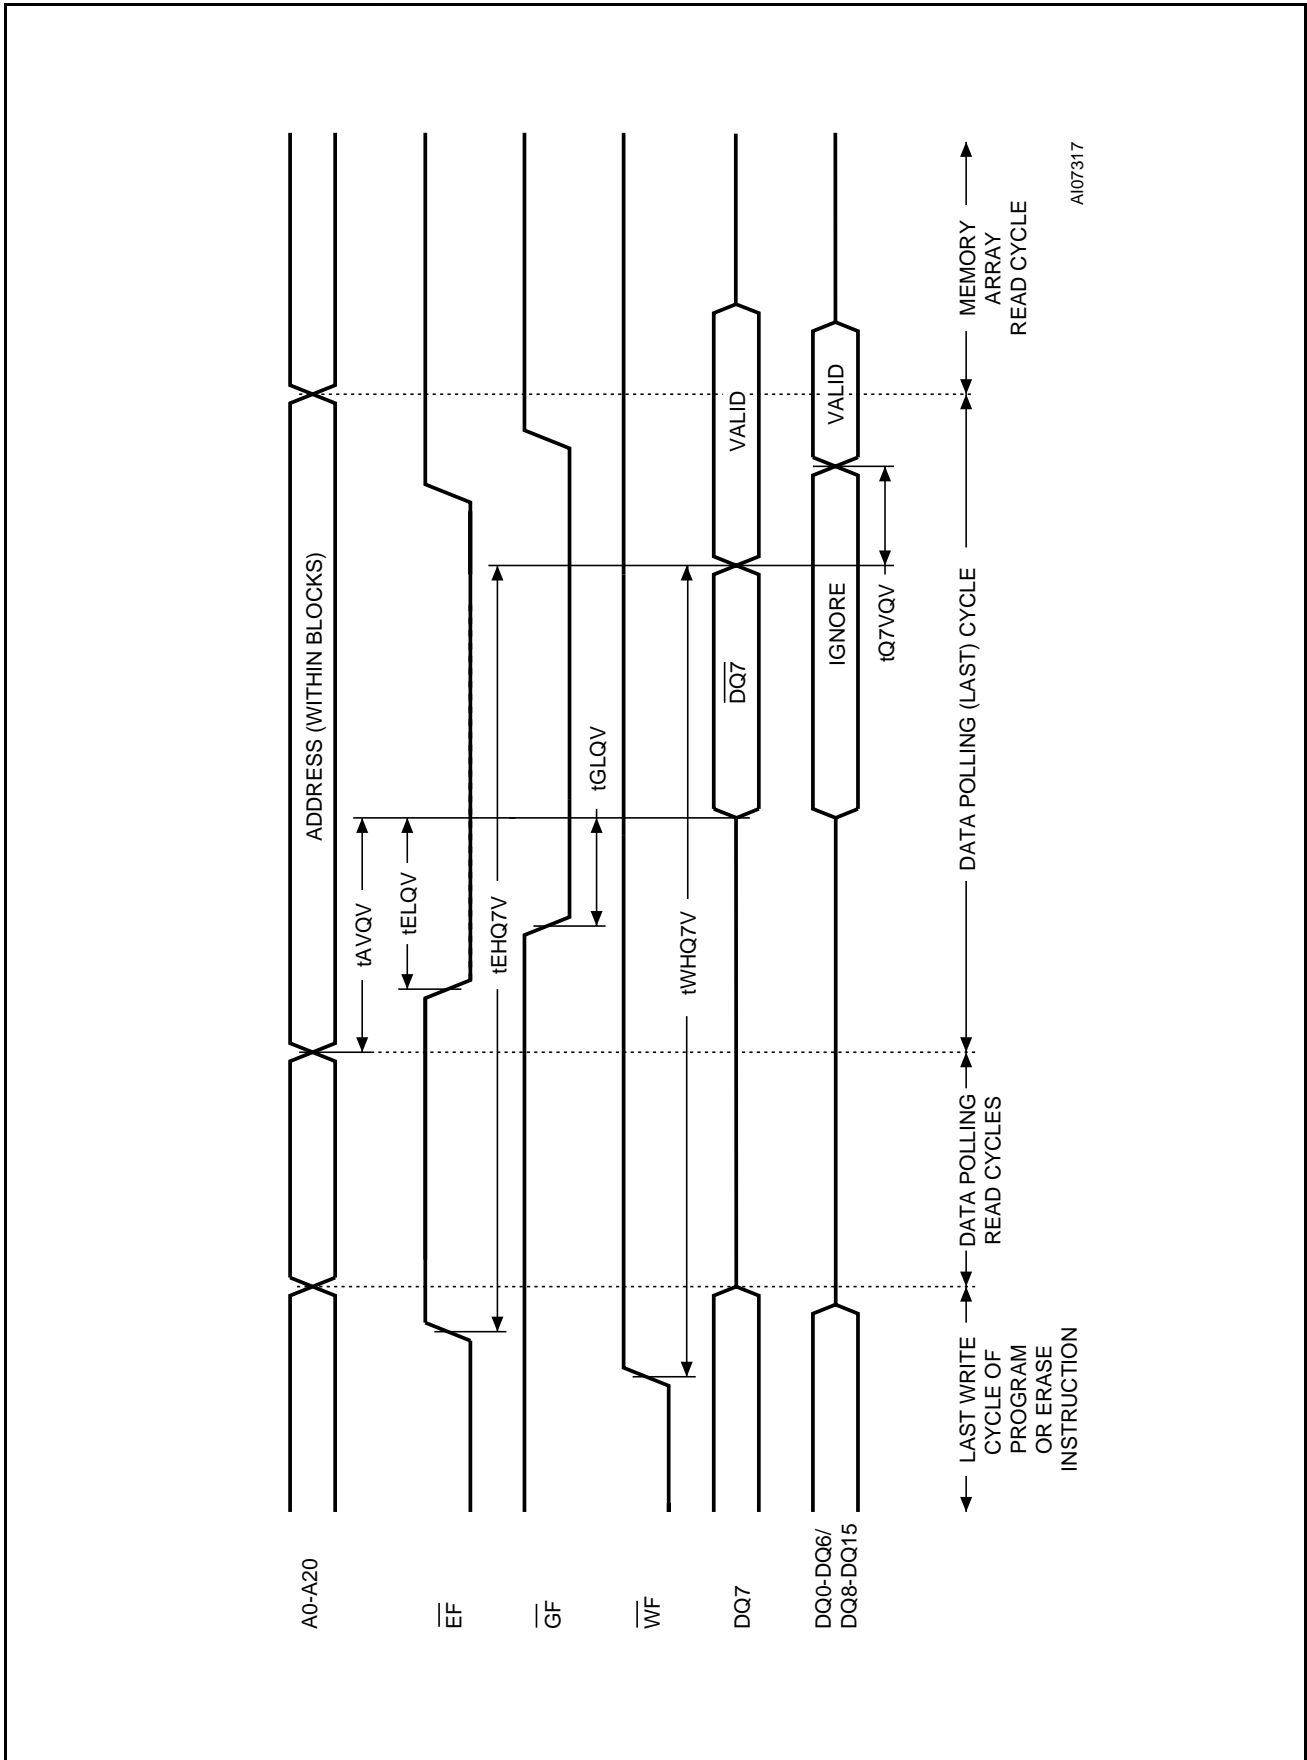 A0-A20
ADDRESS (WITHIN BLOCKS)
tAVQV
tELQV
EF
tEHQ7V
GF
tGLQV
WF
tWHQ7V
DQ7
DQ7
VALID
DQ0-DQ6/
DQ8-DQ15
IGNORE
VALID
tQ7VQV
LAST WRITE
CYCLE OF
PROGRAM
OR ERASE
INSTRUCTION
DATA POLLING
READ CYCLES
DATA POLLING (LAST) CYCLE
MEMORY
ARRAY
READ CYCLE
AI07317